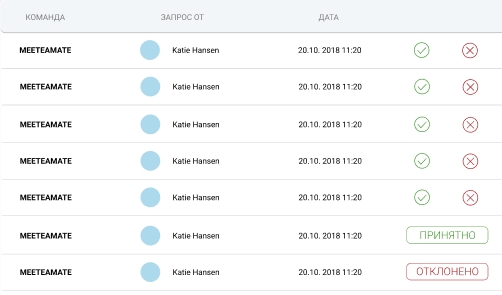 КОМАНДА ЗАПРОС ОТ ДАТА
MEETEAMATE Katie Hansen 20.10. 2018 11:20
MEETEAMATE Katie Hansen 20.10. 2018 11:20
MEETEAMATE Katie Hansen 20.10. 2018 11:20
MEETEAMATE Katie Hansen 20.10. 2018 11:20
MEETEAMATE Katie Hansen 20.10. 2018 11:20
MEETEAMATE Katie Hansen 20.10. 2018 11:20 ПРИНЯТНО
MEETEAMATE Katie Hansen 20.10. 2018 11:20 ОТКЛОНЕНО